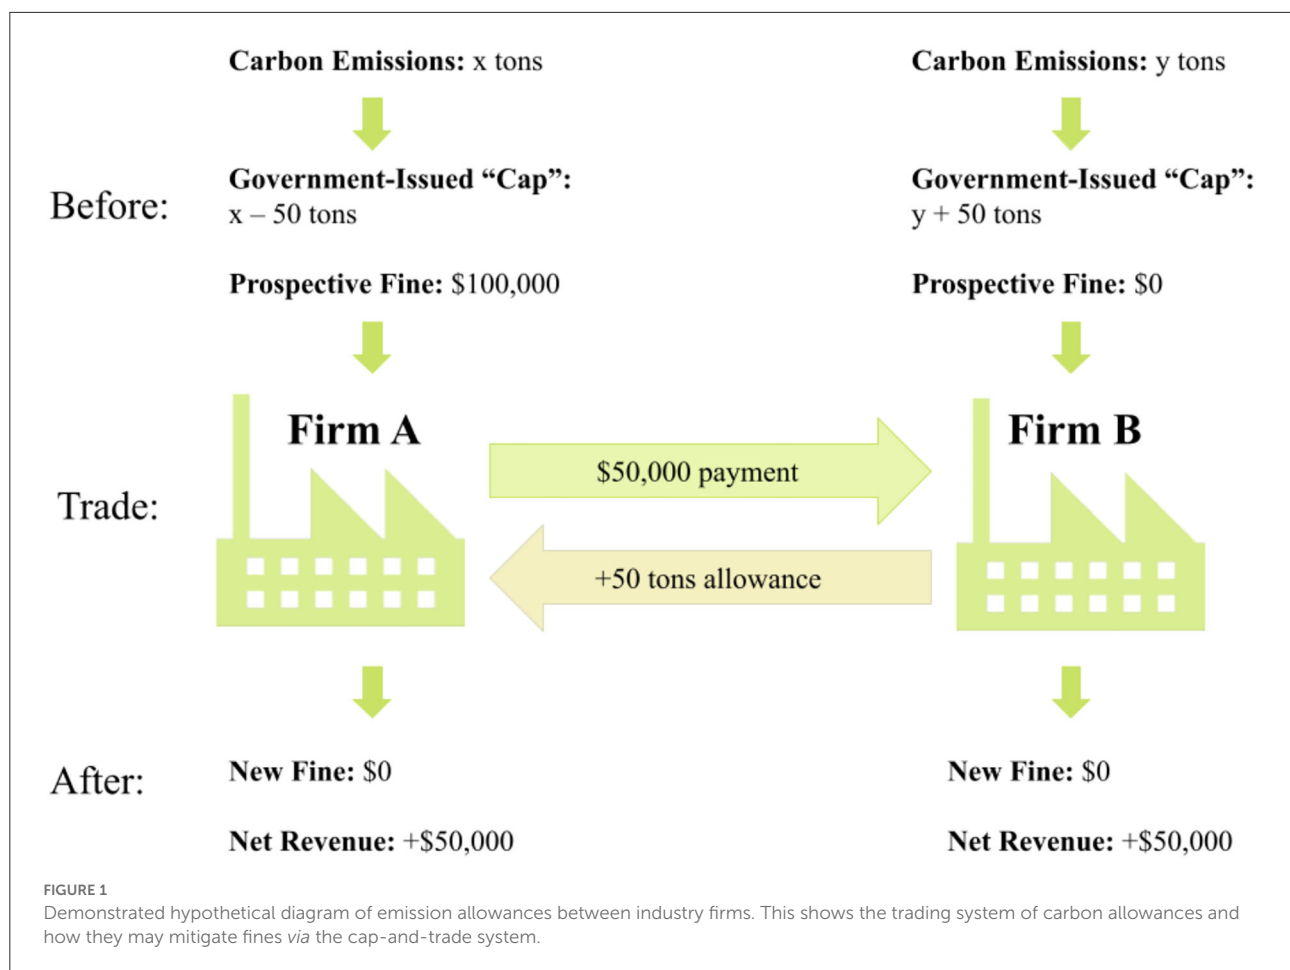 Carbon Emissions: x tons
Carbon Emissions: y tons
Before:
Government-Issued “Cap”:
x – 50 tons
Government-Issued “Cap”:
y + 50 tons
Prospective Fine: $100,000
Prospective Fine: $0
Trade:
Firm A
$50,000 payment
+50 tons allowance
Firm B
After:
New Fine: $0
New Fine: $0
Net Revenue: +$50,000
Net Revenue: +$50,000
FIGURE 1
Demonstrated hypothetical diagram of emission allowances between industry firms. This shows the trading system of carbon allowances and
how they may mitigate fines via the cap-and-trade system.